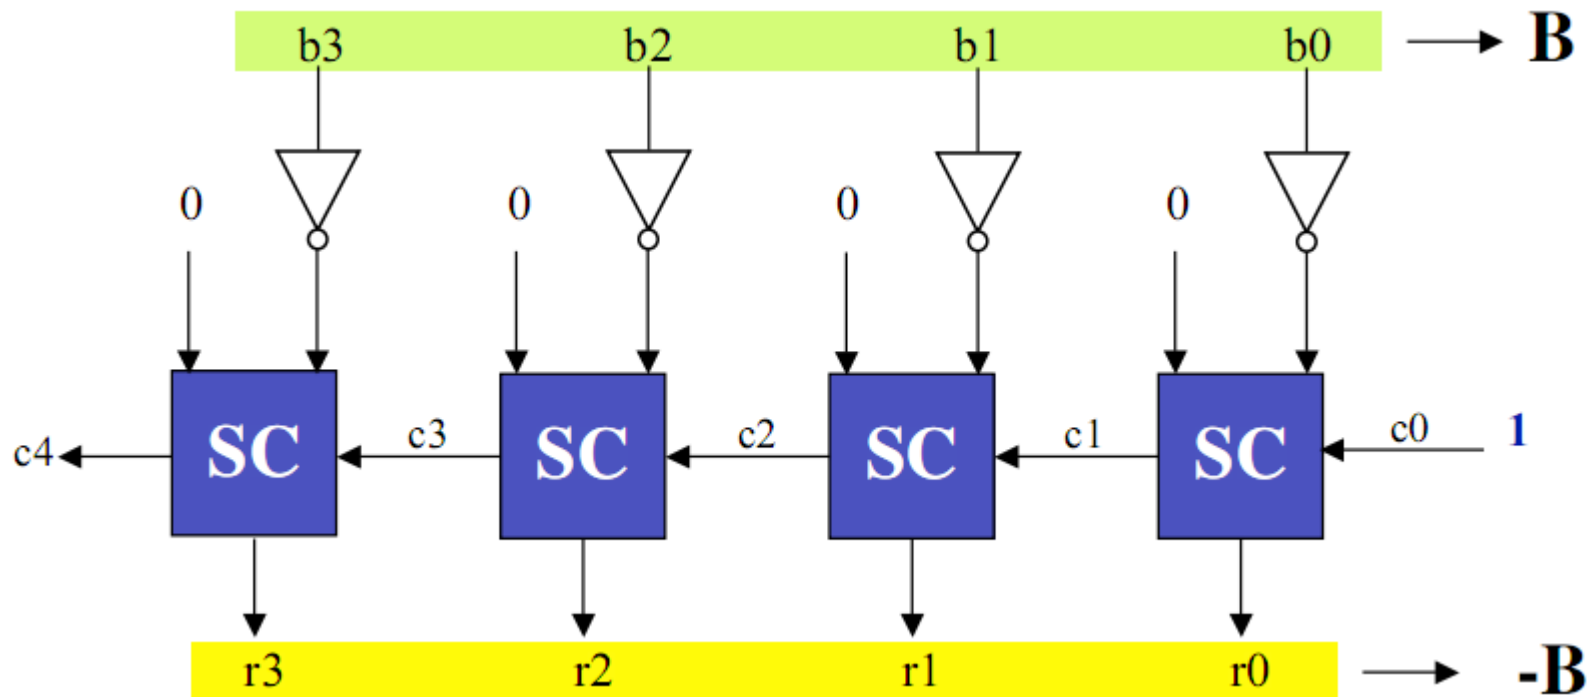 b3 b2 b1 b0 B
0 0 0 0
SC SC SC SC
c4 c3 c2 c1 c0 1
r3 r2 r1 r0 -B